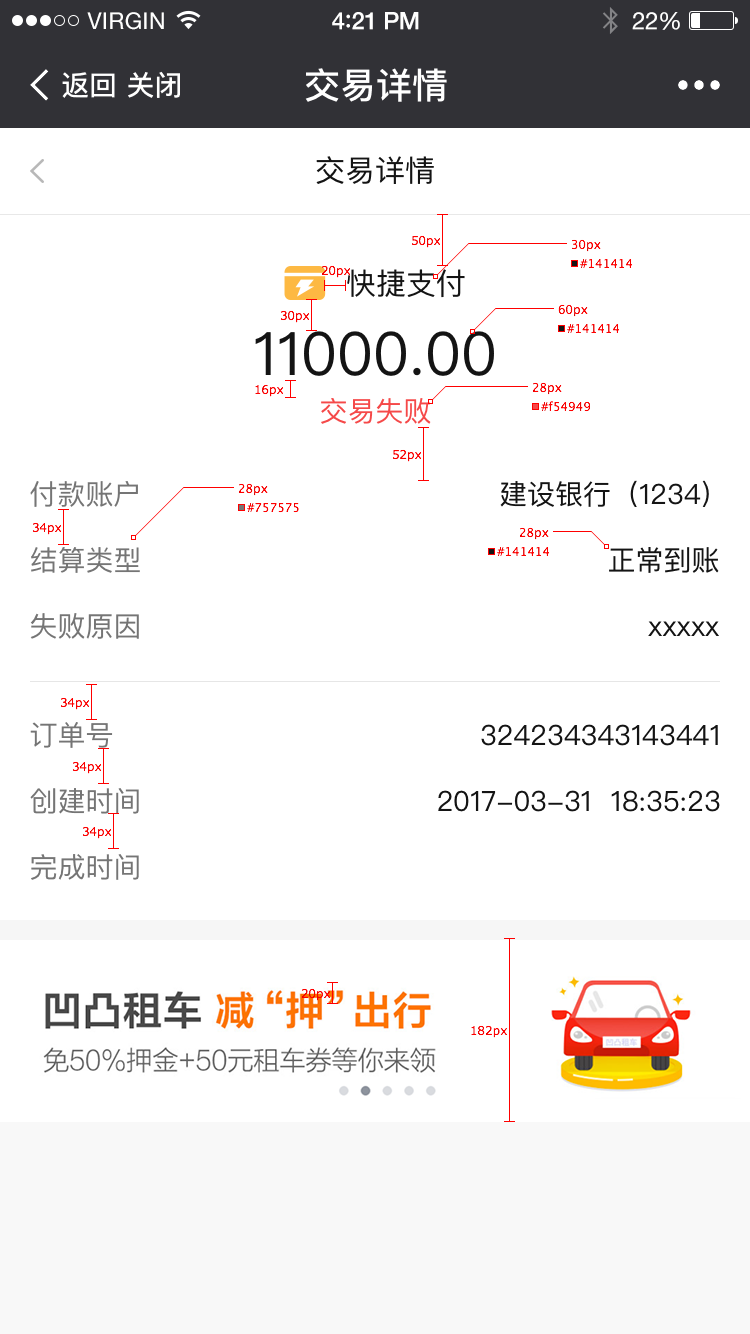 VIRGIN 4:21 PM 22%
返回 关闭 交易详情
交易详情
50px
30px
#141414
20px 快捷支付
30px
60px
#141414
11000.00
16px
28px
#f54949
交易失败
52px
付款账户 28px #757575 建设银行（1234）
34px
28px
#141414
结算类型 正常到账
失败原因 xxxxx
34px
订单号 324234343143441
34px
创建时间 2017-03-31 18:35:23
34px
完成时间
20px
凹凸租车 减“押”出行
182px
免50%押金+50元租车券等你来领
凹凸租车